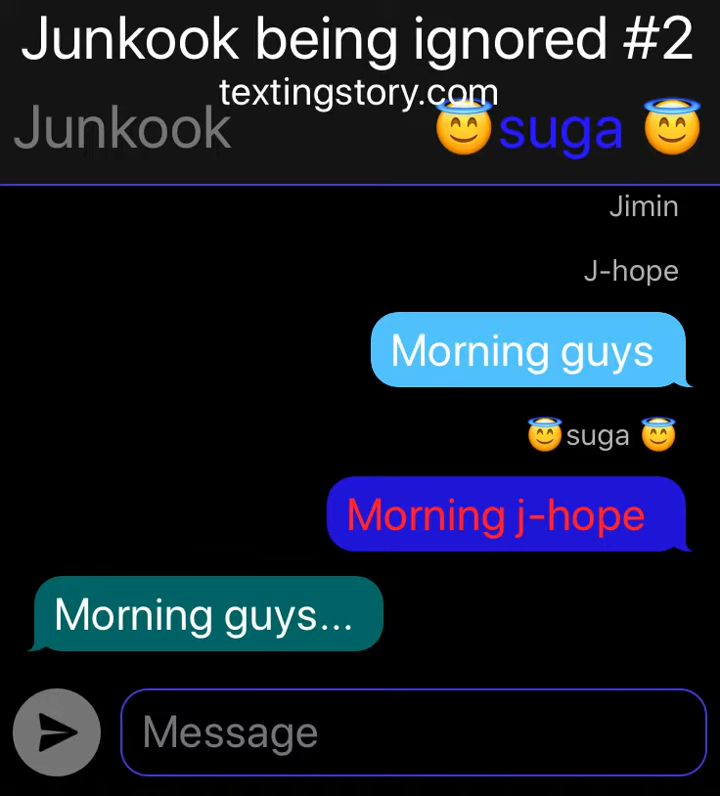 Junkook being ignored #2
textingstory.com
Junkook 😇suga 😇
Jimin
J-hope
Morning guys
😇suga 😇
Morning j-hope
Morning guys...
Message